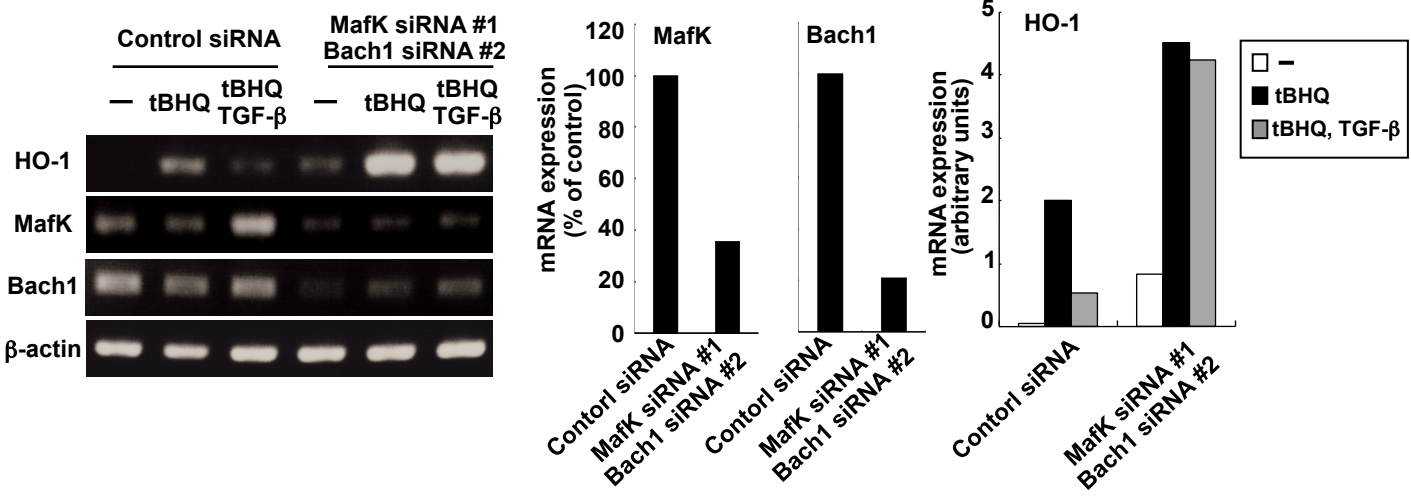 Control siRNA
MafK siRNA #1
Bach1 siRNA #2
– tBHQ tBHQ TGF-β – tBHQ tBHQ TGF-β
HO-1
MafK
Bach1
β-actin
mRNA expression
(% of control)
120
100
80
60
40
20
0
MafK
Contorl siRNA
MafK siRNA #1
Bach1 siRNA #2
Bach1
Contorl siRNA
MafK siRNA #1
Bach1 siRNA #2
mRNA expression
(arbitrary units)
5
4
3
2
1
0
HO-1
Contorl siRNA
MafK siRNA #1
Bach1 siRNA #2
–
tBHQ
tBHQ, TGF-β